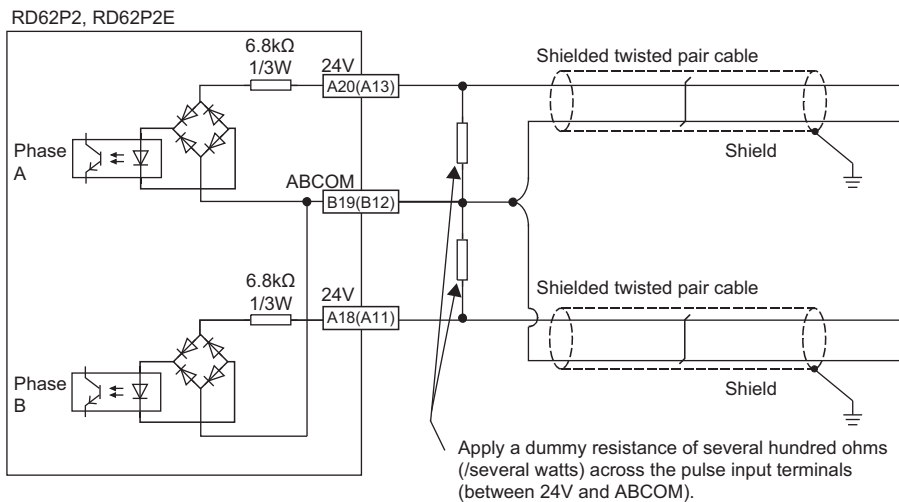 RD62P2, RD62P2E
6.8kΩ
1/3W
24V
A20(A13)
Shielded twisted pair cable
Phase
A
Shield
ABCOM
B19(B12)
6.8kΩ
1/3W
24V
A18(A11)
Shielded twisted pair cable
Phase
B
Shield
Apply a dummy resistance of several hundred ohms
(/several watts) across the pulse input terminals
(between 24V and ABCOM).